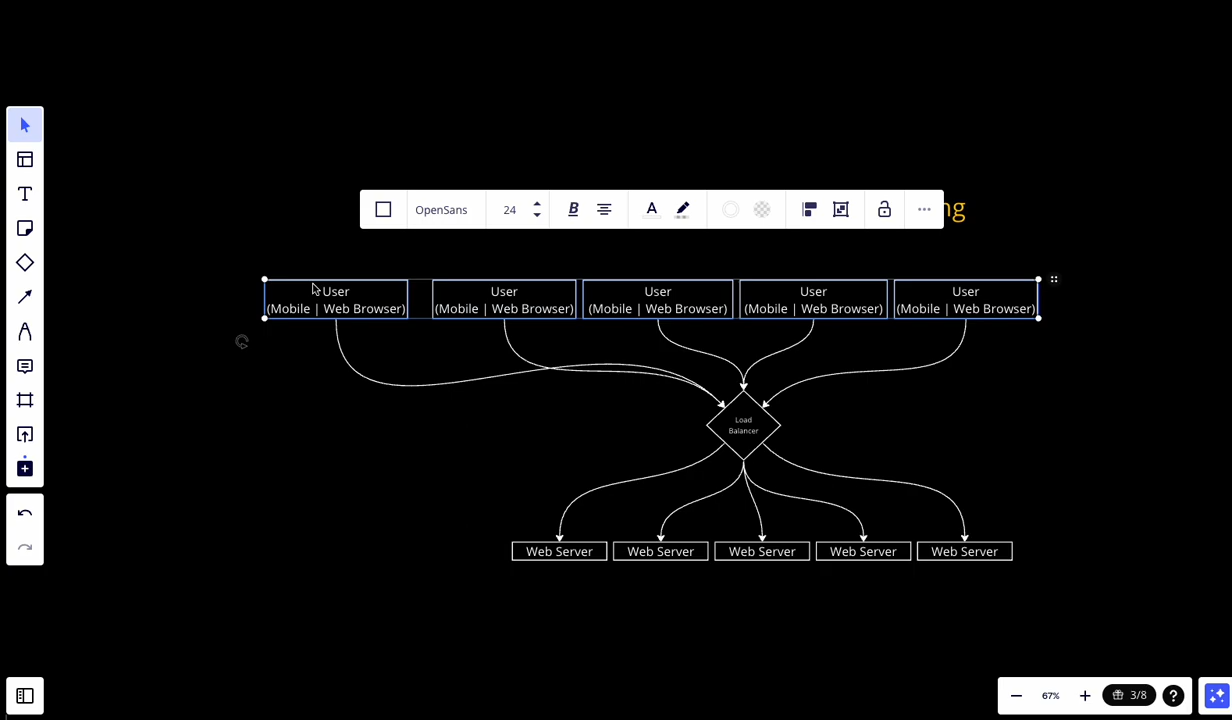 OpenSans
24
B
A
ng
User
(Mobile | Web Browser)
User
(Mobile | Web Browser)
User
(Mobile | Web Browser)
User
(Mobile | Web Browser)
User
(Mobile | Web Browser)
Load
Balancer
Web Server
Web Server
Web Server
Web Server
Web Server
67%
3/8